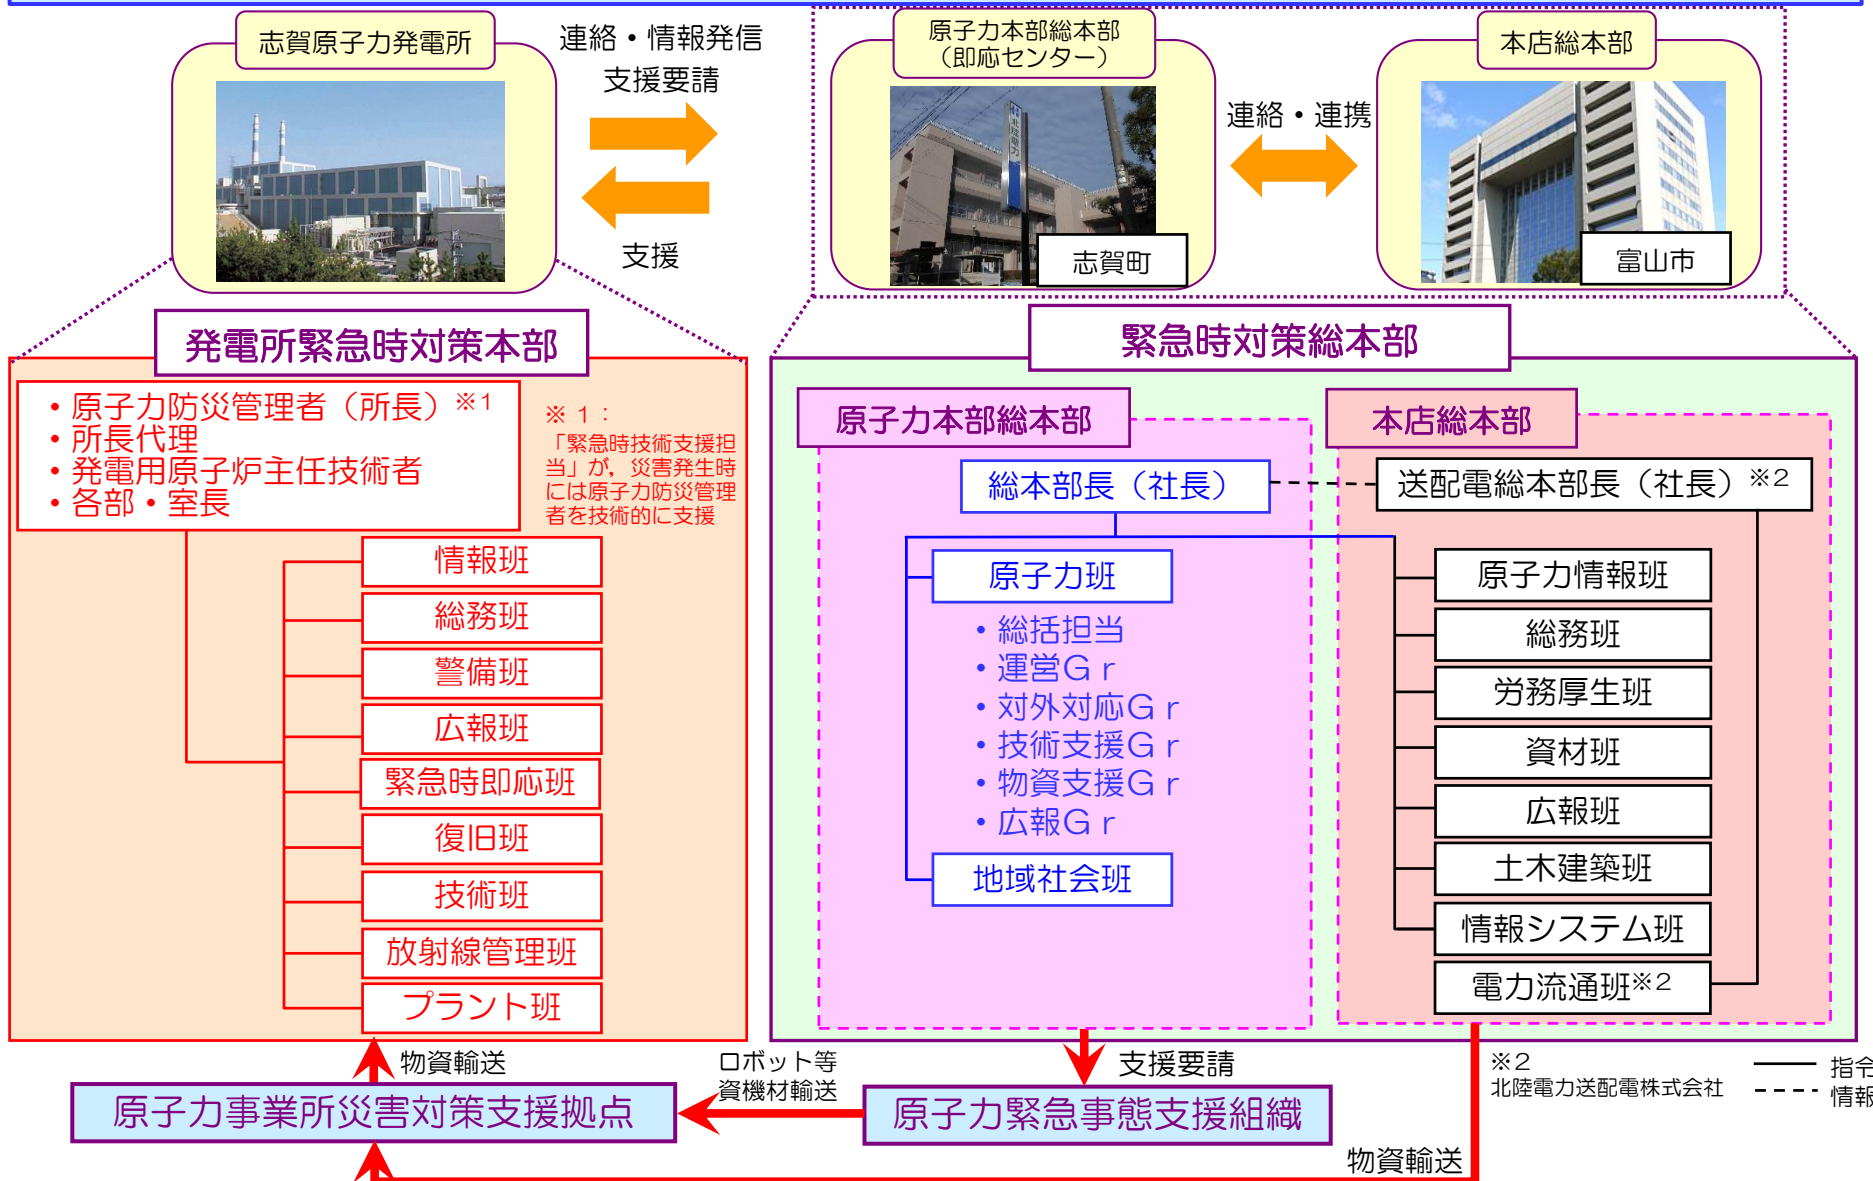 志賀原子力発電所
連絡・情報発信
支援要請
支援
原子力本部総本部
（即応センター）
北陸電力
志賀町
連絡・連携
本店総本部
富山市
発電所緊急時対策本部
・原子力防災管理者（所長）※1
・所長代理
・発電用原子炉主任技術者
・各部・室長
※１：
「緊急時技術支援担
当」が，災害発生時
には原子力防災管理
者を技術的に支援
情報班
総務班
警備班
広報班
緊急時即応班
復旧班
技術班
放射線管理班
プラント班
緊急時対策総本部
原子力本部総本部
総本部長（社長）
原子力班
・総括担当
・運営Ｇｒ
・対外対応Ｇｒ
・技術支援Ｇｒ
・物資支援Ｇｒ
・広報Ｇｒ
地域社会班
本店総本部
送配電総本部長（社長）※2
原子力情報班
総務班
労務厚生班
資材班
広報班
土木建築班
情報システム班
電力流通班※2
物資輸送
ロボット等
資機材輸送
支援要請
※2
北陸電力送配電株式会社
指令
情報
原子力事業所災害対策支援拠点
原子力緊急事態支援組織
物資輸送